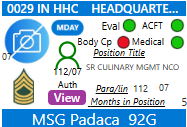 0029 IN HHC HEADQUARTE...
MDAY Eval ACFT
Body Cp Medical
Position Title
07 112/07 SR CULINARY MGMT NCO
Auth Para/lin 112 07
View Months in Position 5
MSG Padaca 92G